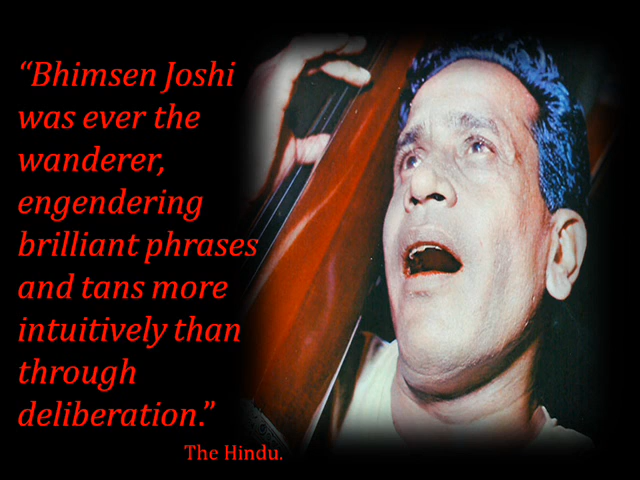 “Bhimsen Joshi
was ever the
wanderer,
engendering
brilliant phrases
and tans more
intuitively than
through
deliberation.”
The Hindu.